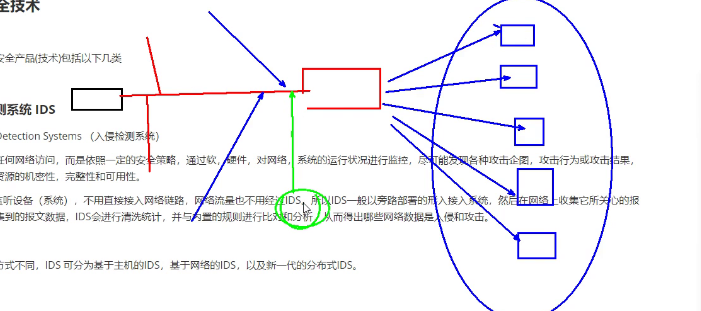 全技术
安全产品(技术)包括以下几类
测系统 IDS
Detection Systems （入侵检测系统)
任何网络访问，而是依照一定的安全策略，通过软，硬件，对网络，系统的运行状况进行监控，尽可能发现各种攻击企图，攻击行为或攻击结果，
资源的机密性，完整性和可用性。
监听设备（系统），不用直接接入网络链路，网络流量也不用经过IDS，所以IDS一般以旁路部署的形入接入系统，然后在网络上收集它所关心的报
集到的报文数据，IDS会进行清洗统计，并与内置的规则进行比对和分析，从而得出哪些网络数据是入侵和攻击。
方式不同，IDS 可分为基于主机的IDS，基于网络的IDS，以及新一代的分布式IDS。